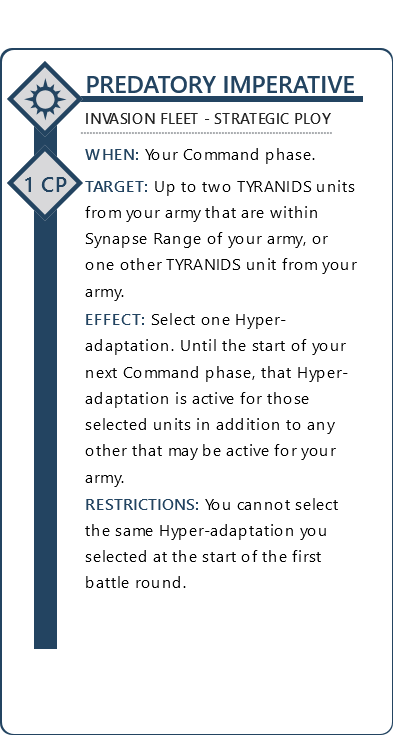 PREDATORY IMPERATIVE
INVASION FLEET - STRATEGIC PLOY
WHEN: Your Command phase.
1 CP
TARGET: Up to two TYRANIDS units
from your army that are within
Synapse Range of your army, or
one other TYRANIDS unit from your
army.
EFFECT: Select one Hyper-
adaptation. Until the start of your
next Command phase, that Hyper-
adaptation is active for those
selected units in addition to any
other that may be active for your
army.
RESTRICTIONS: You cannot select
the same Hyper-adaptation you
selected at the start of the first
battle round.